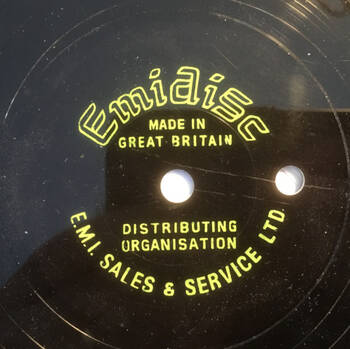 Emidisc
MADE IN
GREAT BRITAIN
DISTRIBUTING
ORGANISATION
E.M.I. SALES & SERVICE LTD.